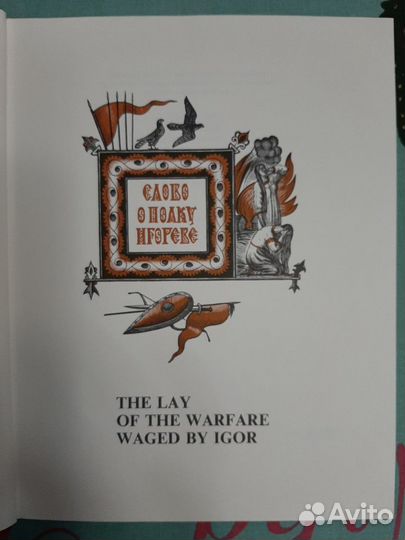 СЛОВО
О ПОЛКУ
ИГОРЕВЕ
THE LAY
OF THE WARFARE
WAGED BY IGOR
Avito